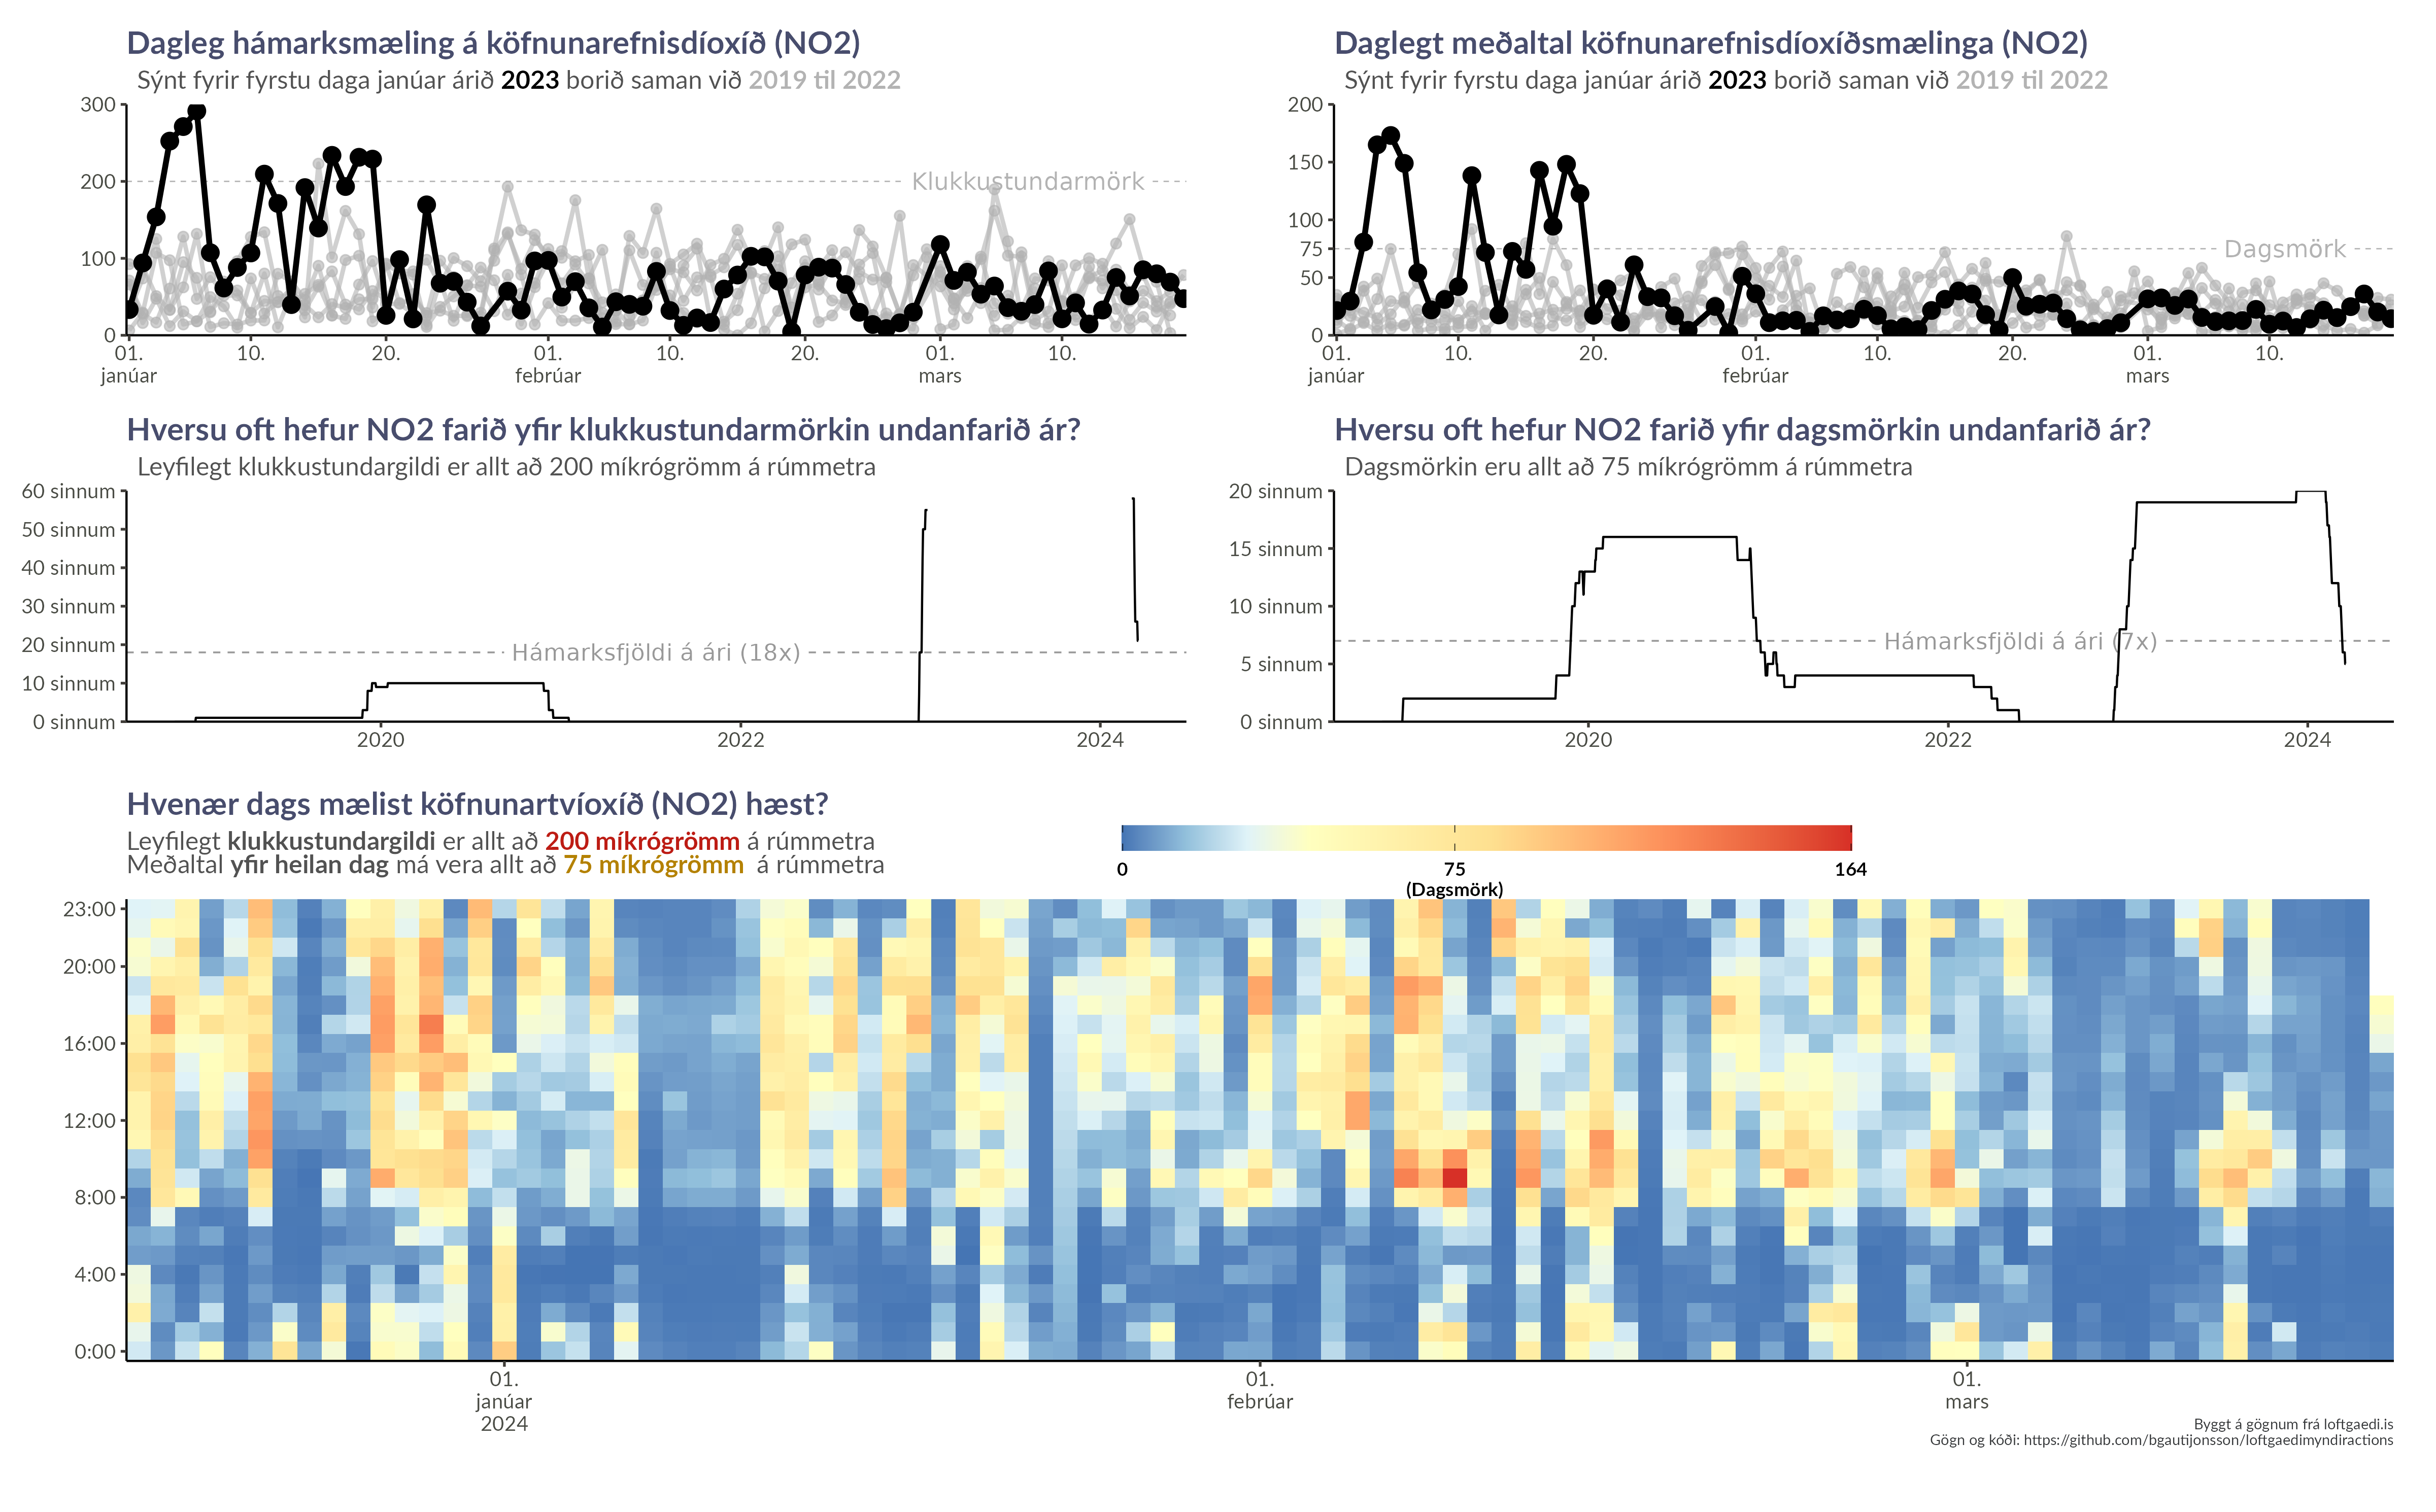 Dagleg hámarksmæling á köfnunarefnisdíoxíð (NO2)
Sýnt fyrir fyrstu daga janúar árið 2023 borið saman við 2019 til 2022
300
200
100
0
Klukkustundarmörk
01. janúar
10.
20.
01. febrúar
10.
20.
01. mars
10.
Daglegt meðaltal köfnunarefnisdíoxíðsmælinga (NO2)
Sýnt fyrir fyrstu daga janúar árið 2023 borið saman við 2019 til 2022
200
150
100
75
50
0
Dagsmörk
01. janúar
10.
20.
01. febrúar
10.
20.
01. mars
10.
Hversu oft hefur NO2 farið yfir klukkustundarmörkin undanfarið ár?
Leyfilegt klukkustundargildi er allt að 200 míkrógrömm á rúmmetra
60 sinnum
50 sinnum
40 sinnum
30 sinnum
20 sinnum
10 sinnum
0 sinnum
Hámarksfjöldi á ári (18x)
2020
2022
2024
Hversu oft hefur NO2 farið yfir dagsmörkin undanfarið ár?
Dagsmörkin eru allt að 75 míkrógrömm á rúmmetra
20 sinnum
15 sinnum
10 sinnum
5 sinnum
0 sinnum
Hámarksfjöldi á ári (7x)
2020
2022
2024
Hvenær dags mælist köfnunartvíoxíð (NO2) hæst?
Leyfilegt klukkustundargildi er allt að 200 míkrógrömm á rúmmetra
Meðaltal yfir heilan dag má vera allt að 75 míkrógrömm á rúmmetra
0
75
(Dagsmörk)
164
23:00
20:00
16:00
12:00
8:00
4:00
0:00
01. janúar 2024
01. febrúar
01. mars
Byggt á gögnum frá loftgaedi.is
Gögn og kóði: https://github.com/bgautijonsson/loftgaedimyndiractions